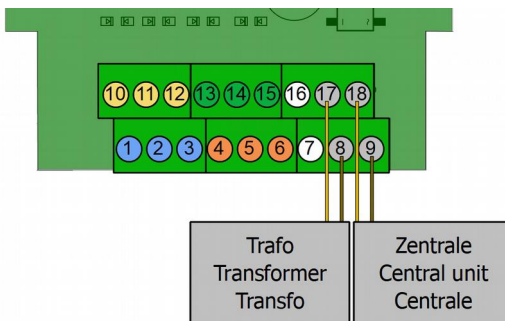 10 11 12 13 14 15 16 17 18
1 2 3 4 5 6 7 8 9
Trafo
Transformer
Transfo
Zentrale
Central unit
Centrale